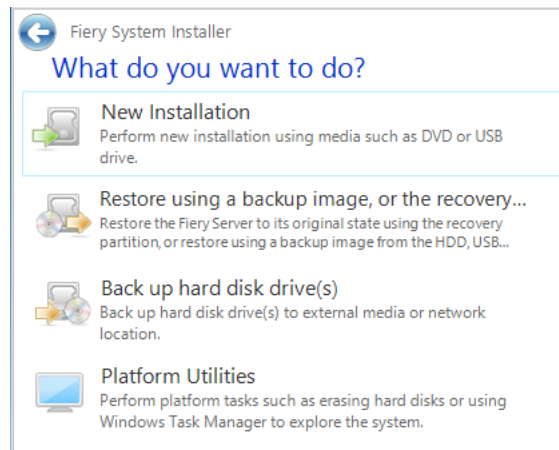 Fiery System Installer
What do you want to do?
New Installation
Perform new installation using media such as DVD or USB
drive.
Restore using a backup image, or the recovery...
Restore the Fiery Server to its original state using the recovery
partition, or restore using a backup image from the HDD, USB...
Back up hard disk drive(s)
Back up hard disk drive(s) to external media or network
location.
Platform Utilities
Perform platform tasks such as erasing hard disks or using
Windows Task Manager to explore the system.